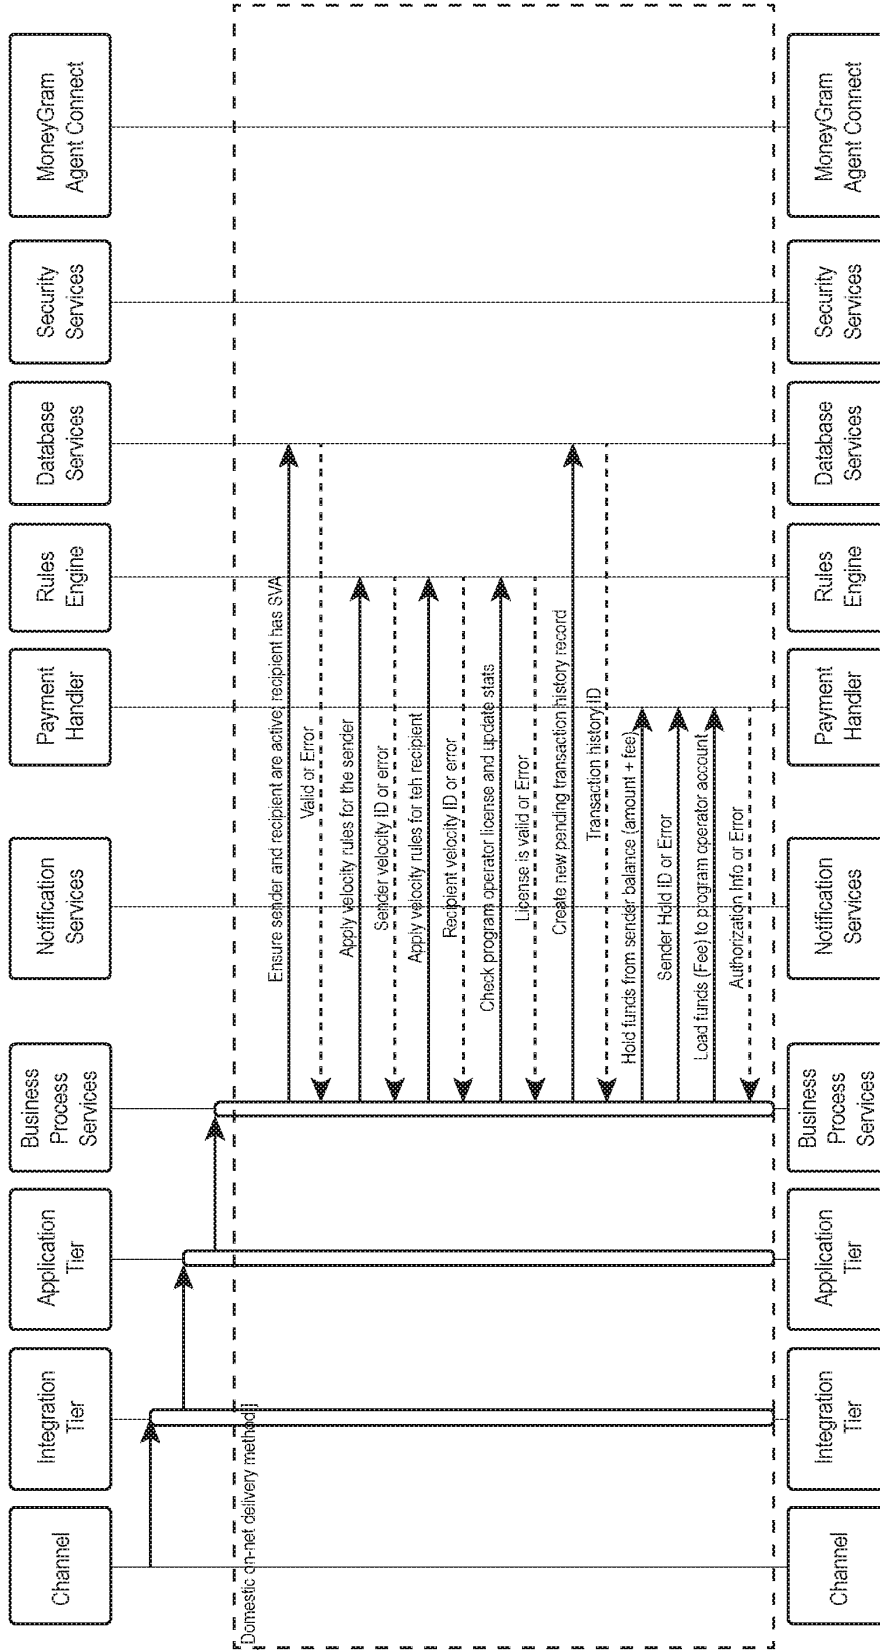 Channel
Integration
Tier
Application
Tier
Business
Process
Services
Notification
Services
Payment
Handler
Rules
Engine
Database
Services
Security
Services
MoneyGram
Agent Connect
[Domestic on-net delivery method]
Ensure sender and recipient are active; recipient has SVA
Valid or Error
Apply velocity rules for the sender
Sender velocity ID or error
Apply velocity rules for teh recipient
Recipient velocity ID or error
Check program operator license and update stats
License is valid or Error
Create new pending transaction history record
Transaction history ID
Hold funds from sender balance (amount + fee)
Sender Hold ID or Error
Load funds (Fee) to program operator account
Authorization Info or Error
Channel
Integration
Tier
Application
Tier
Business
Process
Services
Notification
Services
Payment
Handler
Rules
Engine
Database
Services
Security
Services
MoneyGram
Agent Connect